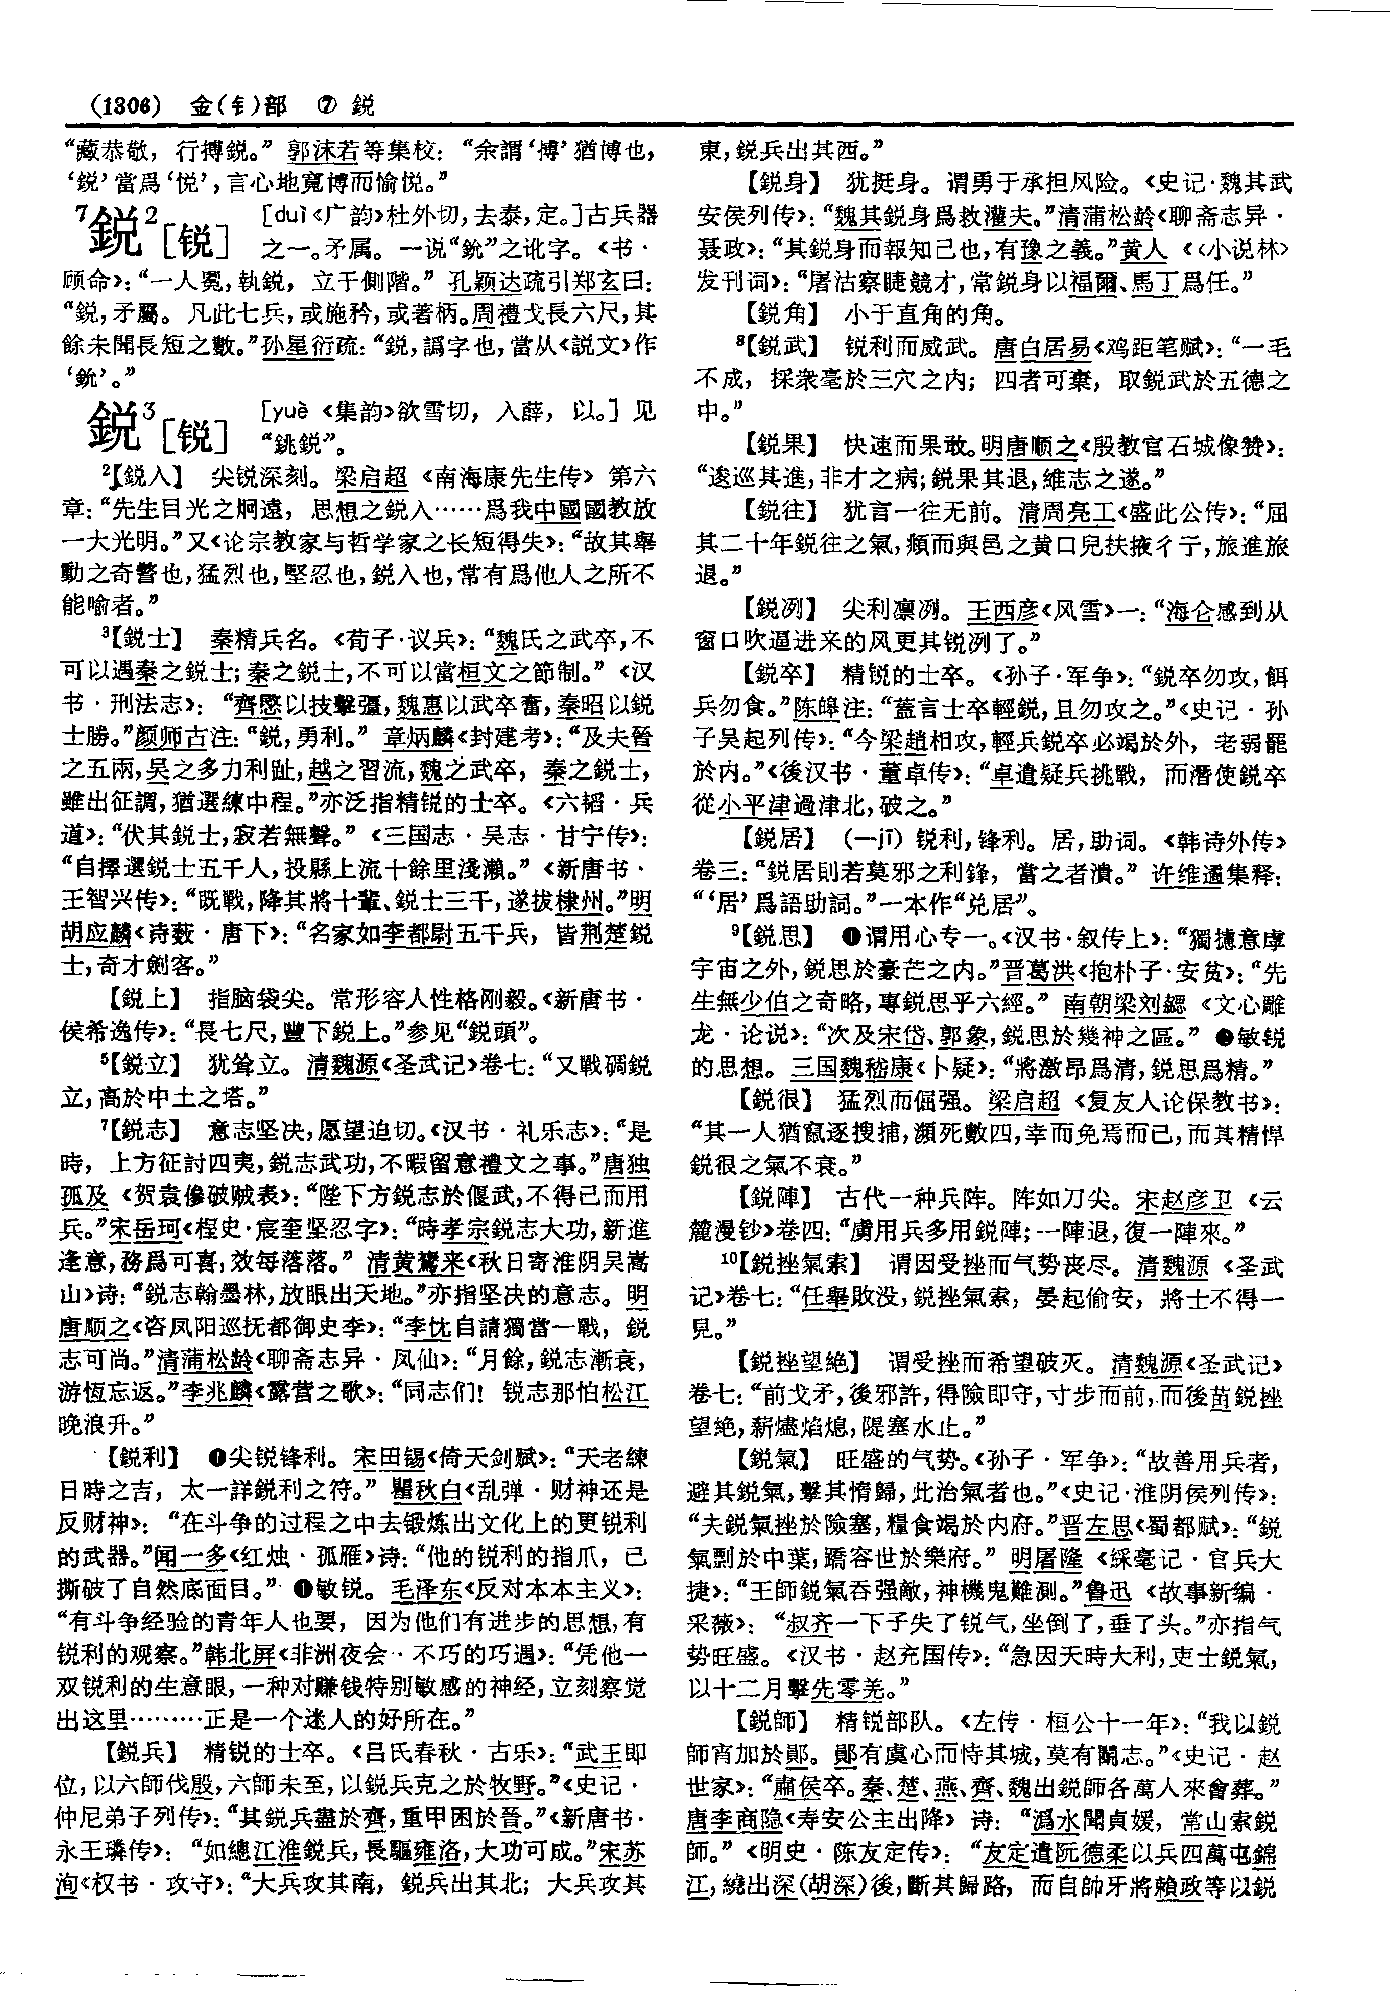 (1306) 金(钅)部 ⑦ 鋭
“藏恭敬，行摶鋭。”郭沫若等集校：“余謂‘摶’猶博也，
‘鋭’當爲‘悦’，言心地寬博而愉悦。”
⁷鋭²［锐］ ［duì《广韵》杜外切，去泰，定。］古兵器
之一。矛属。一说“鈗”之讹字。《书·
顾命》：“一人冕，執鋭，立于側階。”孔颖达疏引郑玄曰：
“鋭，矛屬。凡此七兵，或施矜，或著柄。周禮戈長六尺，其
餘未聞長短之數。”孙星衍疏：“鋭，譌字也，當从《説文》作
‘鈗’。”
鋭³［锐］ ［yuè《集韵》欲雪切，入薛，以。］见
“銚鋭”。
²【鋭入】 尖锐深刻。梁启超《南海康先生传》第六
章：“先生目光之炯遠，思想之鋭入……爲我中國國教放
一大光明。”又《论宗教家与哲学家之长短得失》：“故其舉
動之奇警也，猛烈也，堅忍也，鋭入也，常有爲他人之所不
能喻者。”
³【鋭士】 秦精兵名。《荀子·议兵》：“魏氏之武卒，不
可以遇秦之鋭士；秦之鋭士，不可以當桓文之節制。”《汉
书·刑法志》：“齊愍以技擊彊，魏惠以武卒奮，秦昭以鋭
士勝。”颜师古注：“鋭，勇利。”章炳麟《封建考》：“及夫晉
之五兩，吴之多力利趾，越之習流，魏之武卒，秦之鋭士，
雖出征調，猶選練中程。”亦泛指精锐的士卒。《六韬·兵
道》：“伏其鋭士，寂若無聲。”《三国志·吴志·甘宁传》：
“自擇選鋭士五千人，投縣上流十餘里淺瀨。”《新唐书·
王智兴传》：“既戰，降其將十輩、鋭士三千，遂拔棣州。”明
胡应麟《诗薮·唐下》：“名家如李都尉五千兵，皆荆楚鋭
士，奇才劍客。”
【鋭上】 指脑袋尖。常形容人性格刚毅。《新唐书·
侯希逸传》：“長七尺，豐下鋭上。”参见“鋭頭”。
⁵【鋭立】 犹耸立。清魏源《圣武记》卷七：“又戰碉鋭
立，高於中土之塔。”
⁷【鋭志】 意志坚决，愿望迫切。《汉书·礼乐志》：“是
時，上方征討四夷，鋭志武功，不暇留意禮文之事。”唐独
孤及《贺袁傪破贼表》：“陛下方鋭志於偃武，不得已而用
兵。”宋岳珂《桯史·宸奎坚忍字》：“時孝宗鋭志大功，新進
逢意，務爲可喜，效每落落。”清黄鷟来《秋日寄淮阴吴嵩
山》诗：“鋭志翰墨林，放眼出天地。”亦指坚决的意志。明
唐顺之《咨凤阳巡抚都御史李》：“李忱自請獨當一戰，鋭
志可尚。”清蒲松龄《聊斋志异·凤仙》：“月餘，鋭志漸衰，
游恆忘返。”李兆麟《露营之歌》：“同志们！锐志那怕松江
晚浪升。”
【鋭利】 ❶尖锐锋利。宋田锡《倚天剑赋》：“天老練
日時之吉，太一詳鋭利之符。”瞿秋白《乱弹·财神还是
反财神》：“在斗争的过程之中去锻炼出文化上的更锐利
的武器。”闻一多《红烛·孤雁》诗：“他的锐利的指爪，已
撕破了自然底面目。”❶敏锐。毛泽东《反对本本主义》：
“有斗争经验的青年人也要，因为他们有进步的思想，有
锐利的观察。”韩北屏《非洲夜会·不巧的巧遇》：“凭他一
双锐利的生意眼，一种对赚钱特别敏感的神经，立刻察觉
出这里………正是一个迷人的好所在。”
【鋭兵】 精锐的士卒。《吕氏春秋·古乐》：“武王即
位，以六師伐殷，六師未至，以鋭兵克之於牧野。”《史记·
仲尼弟子列传》：“其鋭兵盡於齊，重甲困於晉。”《新唐书·
永王璘传》：“如總江淮鋭兵，長驅雍洛，大功可成。”宋苏
洵《权书·攻守》：“大兵攻其南，鋭兵出其北；大兵攻其
東，鋭兵出其西。”
【鋭身】 犹挺身。谓勇于承担风险。《史记·魏其武
安侯列传》：“魏其鋭身爲救灌夫。”清蒲松龄《聊斋志异·
聂政》：“其鋭身而報知己也，有豫之義。”黄人《〈小说林〉
发刊词》：“屠沽察睫競才，常鋭身以福爾、馬丁爲任。”
【鋭角】 小于直角的角。
⁸【鋭武】 锐利而威武。唐白居易《鸡距笔赋》：“一毛
不成，採衆毫於三穴之内；四者可棄，取鋭武於五德之
中。”
【鋭果】 快速而果敢。明唐顺之《殷教官石城像赞》：
“逡巡其進，非才之病；鋭果其退，維志之遂。”
【鋭往】 犹言一往无前。清周亮工《盛此公传》：“屈
其二十年鋭往之氣，頫而與邑之黄口兒扶掖彳亍，旅進旅
退。”
【鋭冽】 尖利凛冽。王西彦《风雪》一：“海仑感到从
窗口吹逼进来的风更其锐冽了。”
【鋭卒】 精锐的士卒。《孙子·军争》：“鋭卒勿攻，餌
兵勿食。”陈皞注：“蓋言士卒輕鋭，且勿攻之。”《史记·孙
子吴起列传》：“今梁趙相攻，輕兵鋭卒必竭於外，老弱罷
於内。”《後汉书·董卓传》：“卓遣疑兵挑戰，而潛使鋭卒
從小平津過津北，破之。”
【鋭居】 （—jī）锐利，锋利。居，助词。《韩诗外传》
卷三：“鋭居則若莫邪之利鋒，當之者潰。”许维遹集释：
“‘居’爲語助詞。”一本作“兑居”。
⁹【鋭思】 ❶谓用心专一。《汉书·叙传上》：“獨攄意虖
宇宙之外，鋭思於豪芒之内。”晋葛洪《抱朴子·安贫》：“先
生無少伯之奇略，專鋭思乎六經。”南朝梁刘勰《文心雕
龙·论说》：“次及宋岱、郭象，鋭思於幾神之區。”❷敏锐
的思想。三国魏嵇康《卜疑》：“將激昂爲清，鋭思爲精。”
【鋭很】 猛烈而倔强。梁启超《复友人论保教书》：
“其一人猶竄逐搜捕，瀕死數四，幸而免焉而已，而其精悍
鋭很之氣不衰。”
【鋭陣】 古代一种兵阵。阵如刀尖。宋赵彦卫《云
麓漫钞》卷四：“虜用兵多用鋭陣；一陣退，復一陣來。”
¹⁰【鋭挫氣索】 谓因受挫而气势丧尽。清魏源《圣武
记》卷七：“任舉敗没，鋭挫氣索，晏起偷安，將士不得一
見。”
【鋭挫望絶】 谓受挫而希望破灭。清魏源《圣武记》
卷七：“前戈矛，後邪許，得險即守，寸步而前，而後苗鋭挫
望絶，薪燼焰熄，隄塞水止。”
【鋭氣】 旺盛的气势。《孙子·军争》：“故善用兵者，
避其鋭氣，擊其惰歸，此治氣者也。”《史记·淮阴侯列传》：
“夫鋭氣挫於險塞，糧食竭於内府。”晋左思《蜀都赋》：“鋭
氣剽於中葉，蹻容世於樂府。”明屠隆《綵毫记·官兵大
捷》：“王師鋭氣吞强敵，神機鬼難測。”鲁迅《故事新编·
采薇》：“叔齐一下子失了锐气，坐倒了，垂了头。”亦指气
势旺盛。《汉书·赵充国传》：“急因天時大利，吏士鋭氣，
以十二月擊先零羌。”
【鋭師】 精锐部队。《左传·桓公十一年》：“我以鋭
師宵加於鄖。鄖有虞心而恃其城，莫有鬭志。”《史记·赵
世家》：“肅侯卒。秦、楚、燕、齊、魏出鋭師各萬人來會葬。”
唐李商隐《寿安公主出降》诗：“潙水聞貞媛，常山索鋭
師。”《明史·陈友定传》：“友定遣阮德柔以兵四萬屯錦
江，繞出深（胡深）後，斷其歸路，而自帥牙將賴政等以鋭